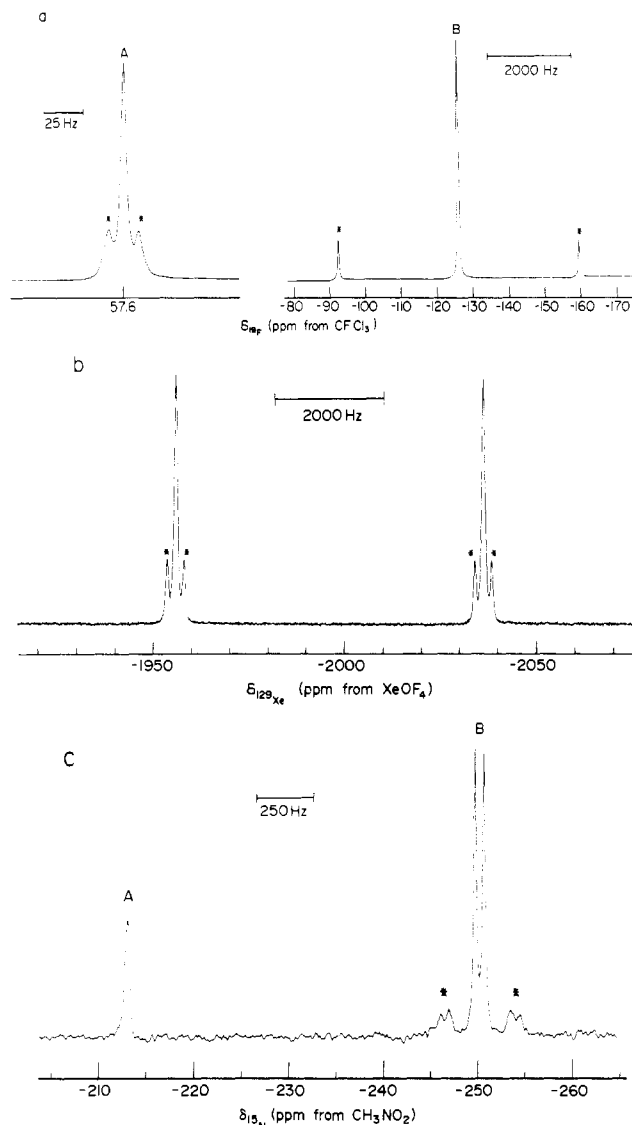 a
A
B
25 Hz
2000 Hz
* *
* *
57.6
-80 -90 -100 -110 -120 -130 -140 -150 -160 -170
δ19F (ppm from CFCl3)
b
2000 Hz
* * * *
-1950 -2000 -2050
δ129Xe (ppm from XeOF4)
C
B
250 Hz
A
* *
-210 -220 -230 -240 -250 -260
δ15N (ppm from CH3NO2)